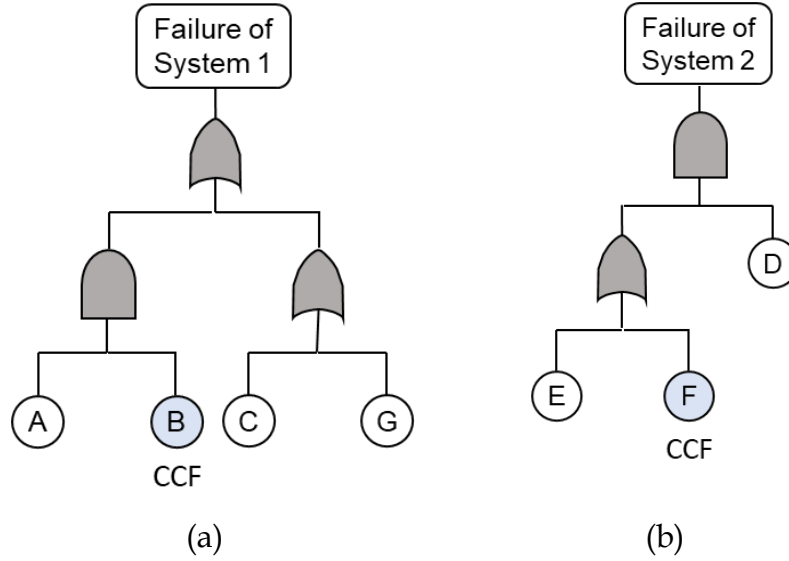 Failure of
System 1
A
B
C
G
CCF
(a)
Failure of
System 2
D
E
F
CCF
(b)